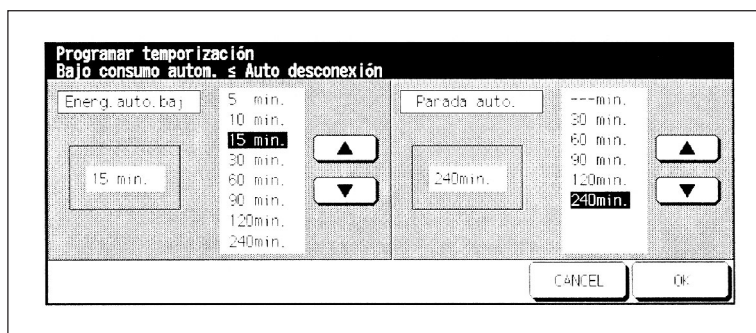 Programar temporización
Bajo consumo autom. ≤ Auto desconexión
Energ.auto.baj
15 min.
5 min.
10 min.
15 min.
30 min.
60 min.
90 min.
120min.
240min.
Parada auto.
240min.
---min.
30 min.
60 min.
90 min.
120min.
240min.
CANCEL
OK